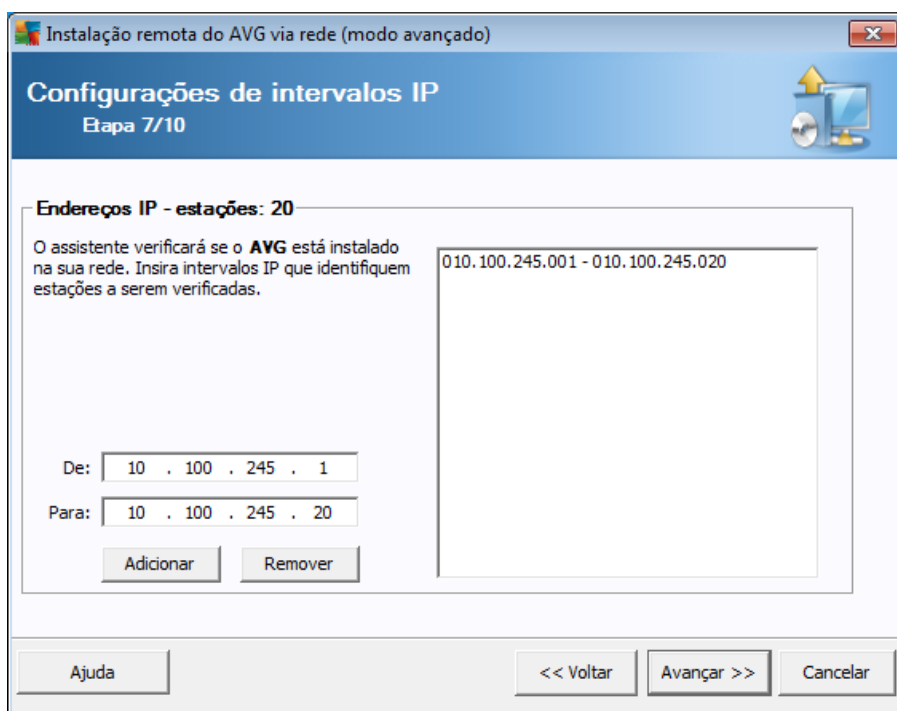 Instalação remota do AVG via rede (modo avançado)
Configurações de intervalos IP
Etapa 7/10
Endereços IP - estações: 20
O assistente verificará se o AVG está instalado
na sua rede. Insira intervalos IP que identifiquem
estações a serem verificadas.
010.100.245.001 - 010.100.245.020
De: 10 . 100 . 245 . 1
Para: 10 . 100 . 245 . 20
Adicionar Remover
Ajuda << Voltar Avançar >> Cancelar